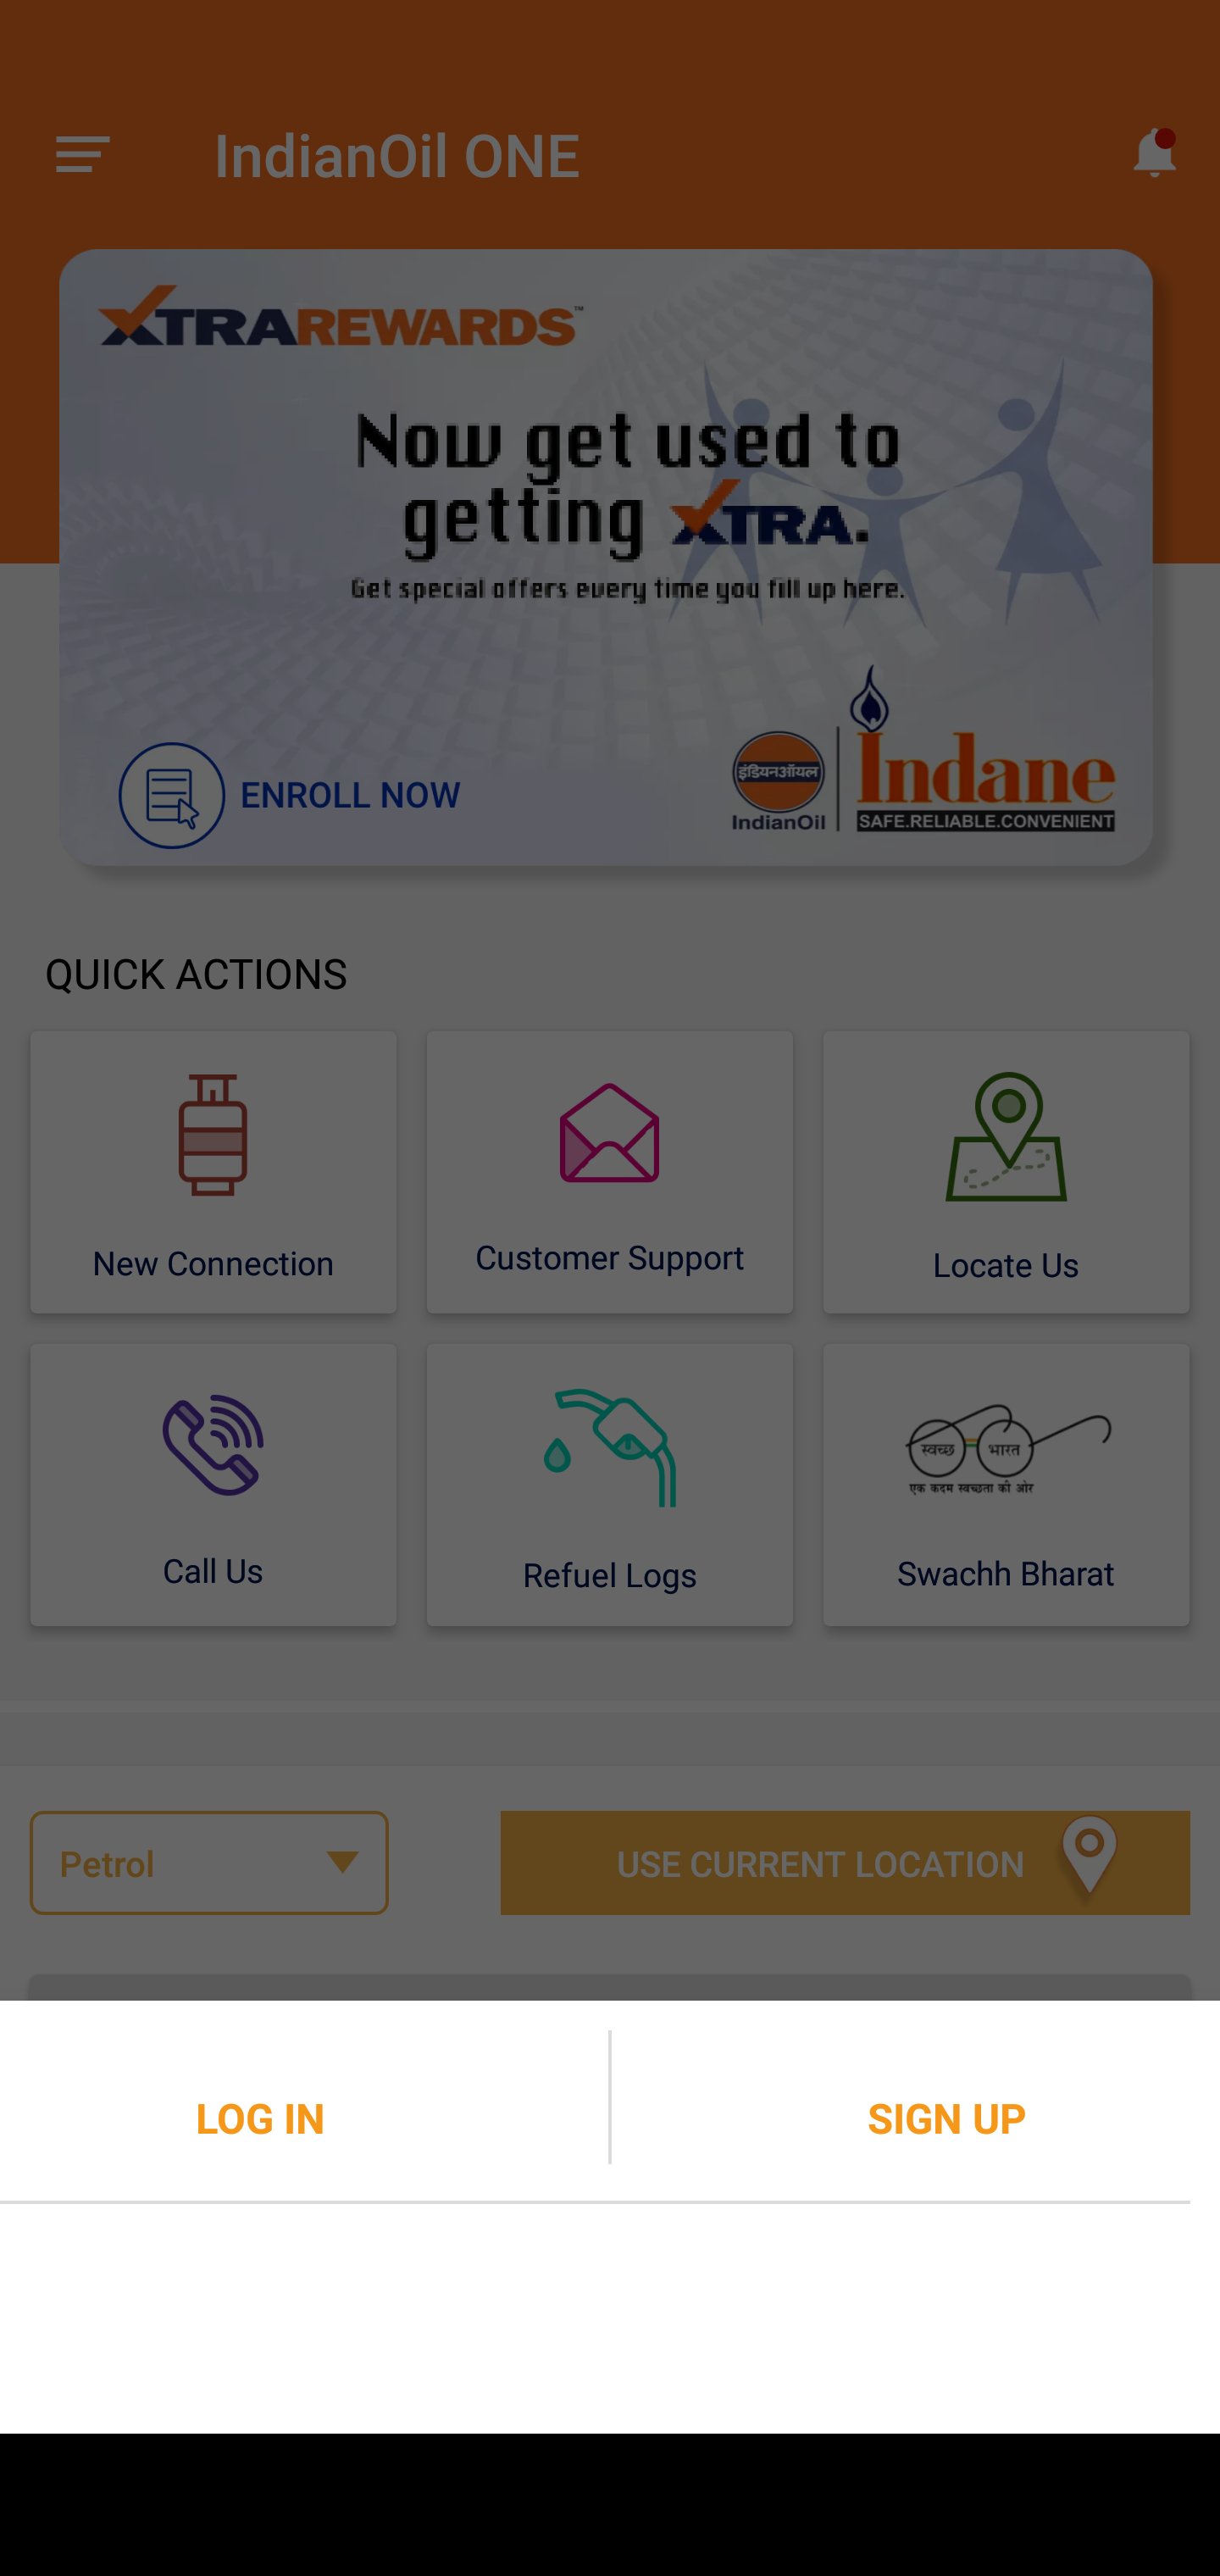 IndianOil ONE
XTRAREWARDS™
Now get used to
getting XTRA.
Get special offers every time you fill up here.
ENROLL NOW
इंडियनऑयल
IndianOil
Indane
SAFE.RELIABLE.CONVENIENT
QUICK ACTIONS
New Connection
Customer Support
Locate Us
स्वच्छ भारत
एक कदम स्वच्छता की ओर
Call Us
Refuel Logs
Swachh Bharat
Petrol
USE CURRENT LOCATION
LOG IN
SIGN UP